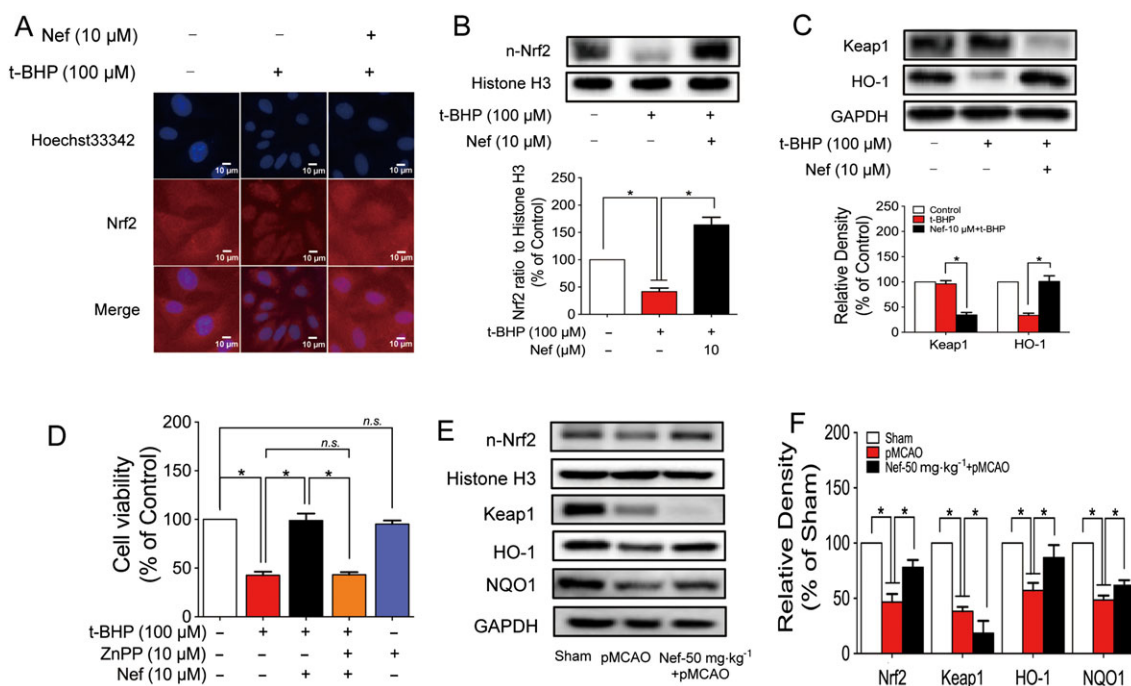 A
Nef (10 μM) – – +
t-BHP (100 μM) – + +
Hoechst33342
10 μm 10 μm 10 μm
Nrf2
10 μm 10 μm 10 μm
Merge
10 μm 10 μm 10 μm
B
n-Nrf2
Histone H3
t-BHP (100 μM) – + +
Nef (10 μM) – – +
Nrf2 ratio to Histone H3
(% of Control)
200
150
100
50
0
* *
t-BHP (100 μM) – + +
Nef (μM) – – 10
C
Keap1
HO-1
GAPDH
t-BHP (100 μM) – + +
Nef (10 μM) – – +
Control
t-BHP
Nef-10 μM+t-BHP
Relative Density
(% of Control)
200
150
100
50
0
* *
Keap1 HO-1
D
Cell viability
(% of Control)
200
150
100
50
0
n.s.
n.s.
* * * *
t-BHP (100 μM) – + + + –
ZnPP (10 μM) – – – + +
Nef (10 μM) – – + + –
E
n-Nrf2
Histone H3
Keap1
HO-1
NQO1
GAPDH
Sham pMCAO Nef-50 mg·kg⁻¹
+pMCAO
F
Sham
pMCAO
Nef-50 mg·kg⁻¹+pMCAO
Relative Density
(% of Sham)
200
150
100
50
0
* * * * * * * *
Nrf2 Keap1 HO-1 NQO1